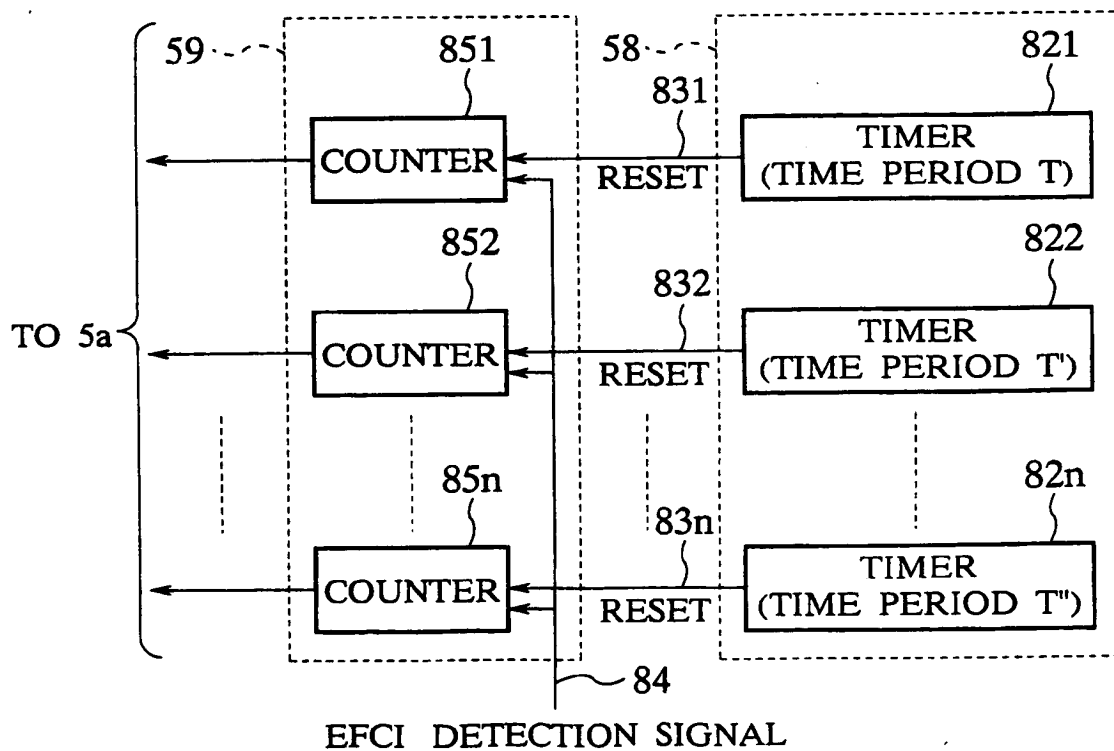 59
851
58
821
831
COUNTER
RESET
TIMER
(TIME PERIOD T)
852
832
822
TO 5a
COUNTER
RESET
TIMER
(TIME PERIOD T')
85n
83n
82n
COUNTER
RESET
TIMER
(TIME PERIOD T")
84
EFCI DETECTION SIGNAL